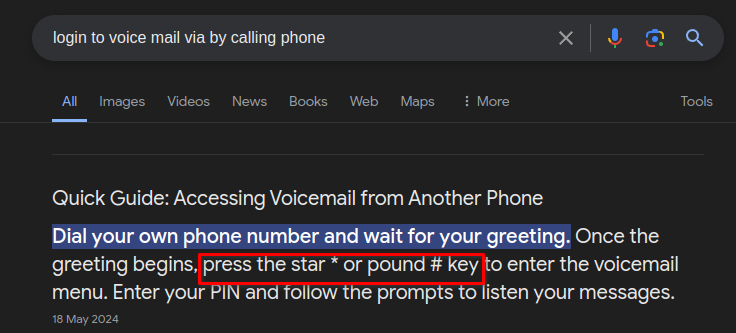 login to voice mail via by calling phone
All Images Videos News Books Web Maps More Tools
Quick Guide: Accessing Voicemail from Another Phone
Dial your own phone number and wait for your greeting. Once the
greeting begins, press the star * or pound # key to enter the voicemail
menu. Enter your PIN and follow the prompts to listen your messages.
18 May 2024